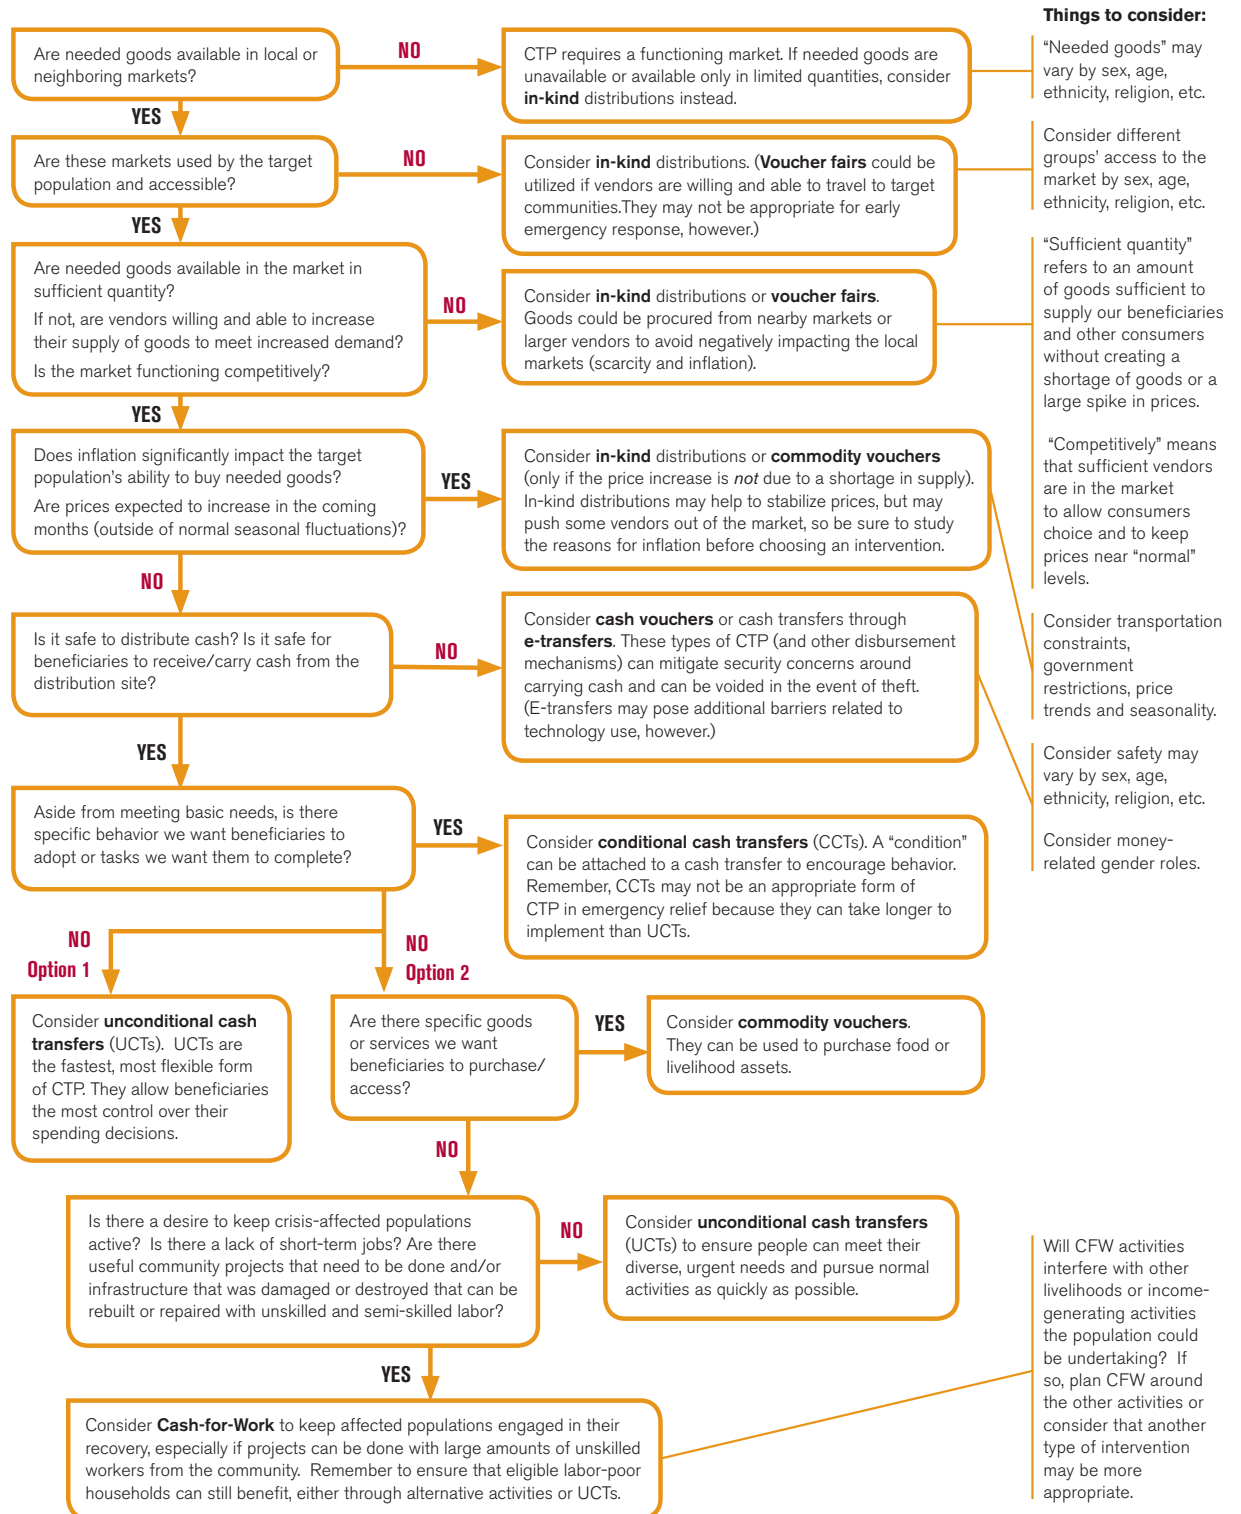 Things to consider:
Are needed goods available in local or
neighboring markets?
NO
CTP requires a functioning market. If needed goods are
unavailable or available only in limited quantities, consider
in-kind distributions instead.
“Needed goods” may
vary by sex, age,
ethnicity, religion, etc.
YES
Are these markets used by the target
population and accessible?
NO
Consider in-kind distributions. (Voucher fairs could be
utilized if vendors are willing and able to travel to target
communities.They may not be appropriate for early
emergency response, however.)
Consider different
groups’ access to the
market by sex, age,
ethnicity, religion, etc.
YES
Are needed goods available in the market in
sufficient quantity?
If not, are vendors willing and able to increase
their supply of goods to meet increased demand?
Is the market functioning competitively?
NO
Consider in-kind distributions or voucher fairs.
Goods could be procured from nearby markets or
larger vendors to avoid negatively impacting the local
markets (scarcity and inflation).
“Sufficient quantity”
refers to an amount
of goods sufficient to
supply our beneficiaries
and other consumers
without creating a
shortage of goods or a
large spike in prices.
“Competitively” means
that sufficient vendors
are in the market
to allow consumers
choice and to keep
prices near “normal”
levels.
YES
Does inflation significantly impact the target
population’s ability to buy needed goods?
Are prices expected to increase in the coming
months (outside of normal seasonal fluctuations)?
YES
Consider in-kind distributions or commodity vouchers
(only if the price increase is not due to a shortage in supply).
In-kind distributions may help to stabilize prices, but may
push some vendors out of the market, so be sure to study
the reasons for inflation before choosing an intervention.
Consider transportation
constraints,
government
restrictions, price
trends and seasonality.
NO
Is it safe to distribute cash? Is it safe for
beneficiaries to receive/carry cash from the
distribution site?
NO
Consider cash vouchers or cash transfers through
e-transfers. These types of CTP (and other disbursement
mechanisms) can mitigate security concerns around
carrying cash and can be voided in the event of theft.
(E-transfers may pose additional barriers related to
technology use, however.)
Consider safety may
vary by sex, age,
ethnicity, religion, etc.
Consider money-
related gender roles.
YES
Aside from meeting basic needs, is there
specific behavior we want beneficiaries to
adopt or tasks we want them to complete?
YES
Consider conditional cash transfers (CCTs). A “condition”
can be attached to a cash transfer to encourage behavior.
Remember, CCTs may not be an appropriate form of
CTP in emergency relief because they can take longer to
implement than UCTs.
NO
Option 1
NO
Option 2
Consider unconditional cash
transfers (UCTs). UCTs are
the fastest, most flexible form
of CTP. They allow beneficiaries
the most control over their
spending decisions.
Are there specific goods
or services we want
beneficiaries to purchase/
access?
YES
Consider commodity vouchers.
They can be used to purchase food or
livelihood assets.
NO
Is there a desire to keep crisis-affected populations
active? Is there a lack of short-term jobs? Are there
useful community projects that need to be done and/or
infrastructure that was damaged or destroyed that can be
rebuilt or repaired with unskilled and semi-skilled labor?
NO
Consider unconditional cash transfers
(UCTs) to ensure people can meet their
diverse, urgent needs and pursue normal
activities as quickly as possible.
YES
Consider Cash-for-Work to keep affected populations engaged in their
recovery, especially if projects can be done with large amounts of unskilled
workers from the community. Remember to ensure that eligible labor-poor
households can still benefit, either through alternative activities or UCTs.
Will CFW activities
interfere with other
livelihoods or income-
generating activities
the population could
be undertaking? If
so, plan CFW around
the other activities or
consider that another
type of intervention
may be more
appropriate.